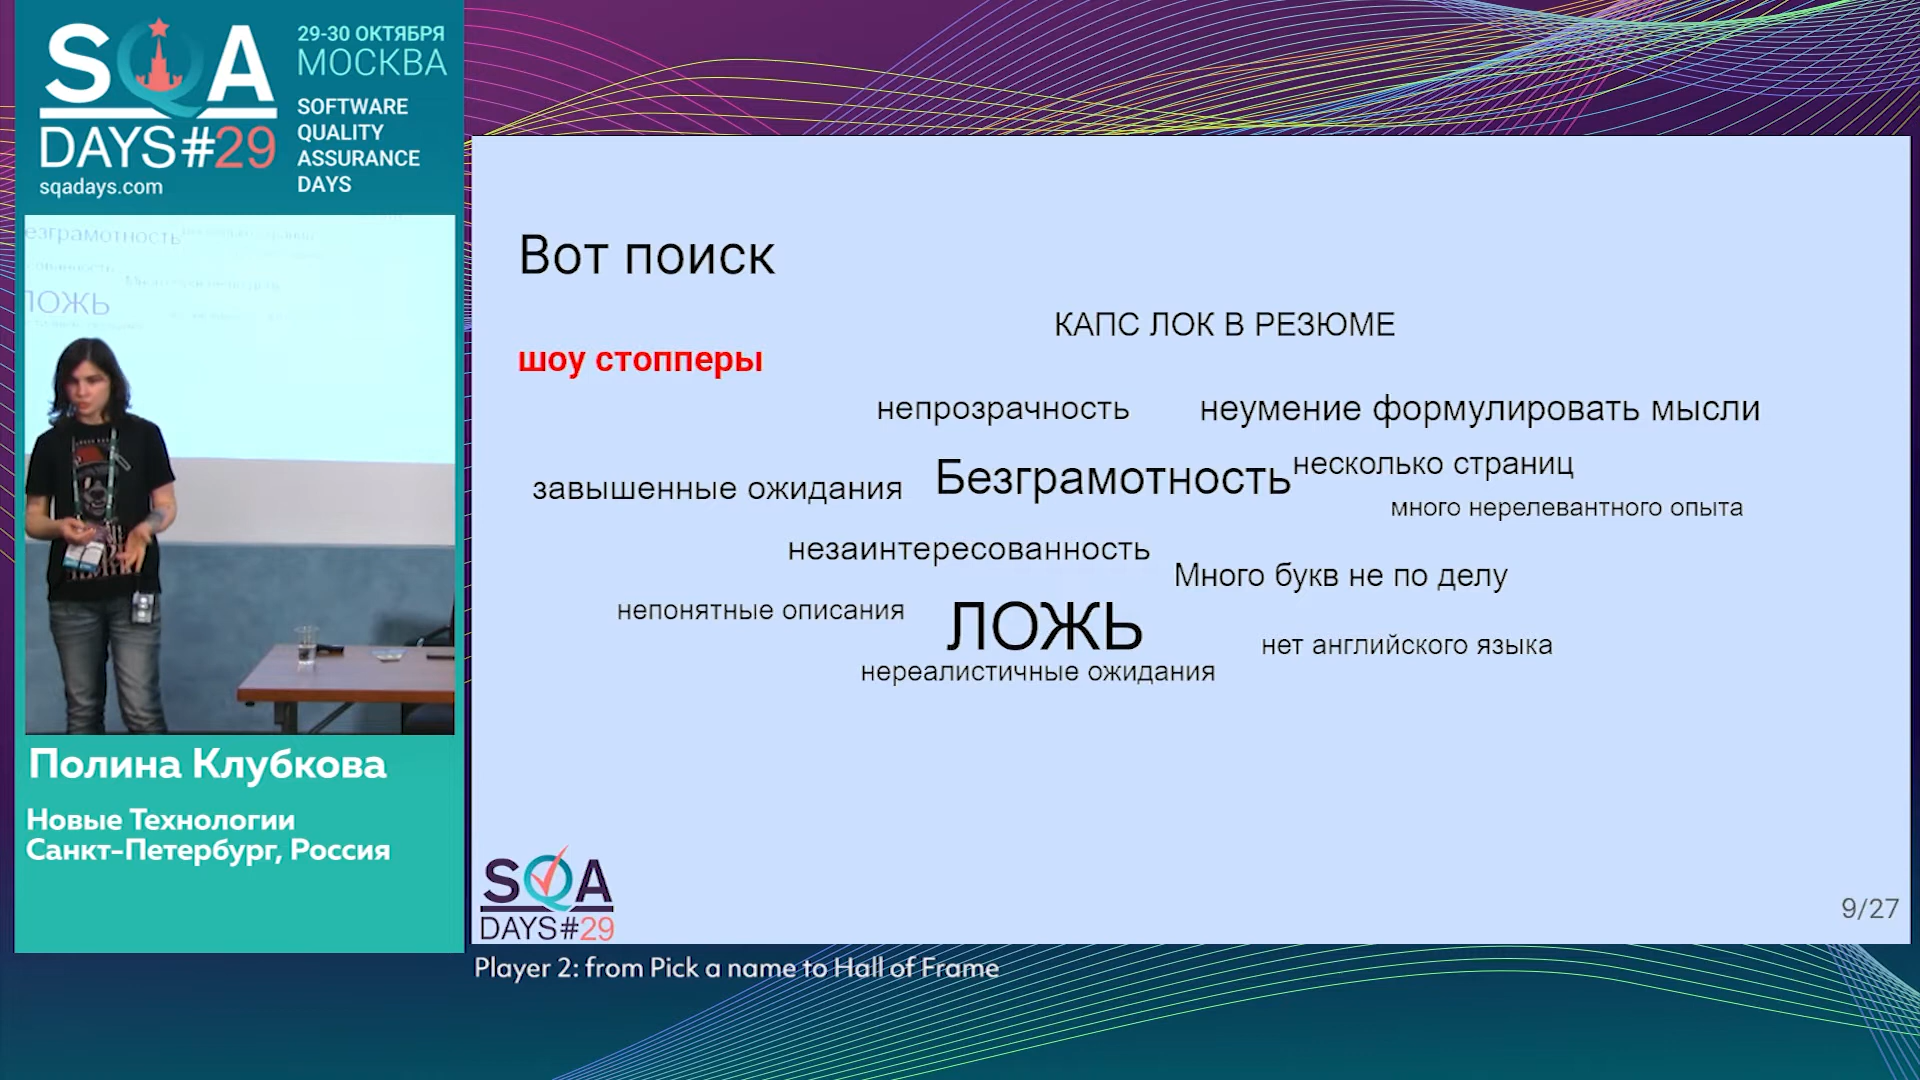 SQA
DAYS#29
sqadays.com
29-30 ОКТЯБРЯ
МОСКВА
SOFTWARE
QUALITY
ASSURANCE
DAYS
езграмотность
ЛОЖЬ
Полина Клубкова
Новые Технологии
Санкт-Петербург, Россия
Вот поиск
КАПС ЛОК В РЕЗЮМЕ
шоу стопперы
непрозрачность
неумение формулировать мысли
завышенные ожидания
Безграмотность
несколько страниц
много нерелевантного опыта
незаинтересованность
Много букв не по делу
непонятные описания
ЛОЖЬ
нет английского языка
нереалистичные ожидания
SQA
DAYS#29
9/27
Player 2: from Pick a name to Hall of Frame